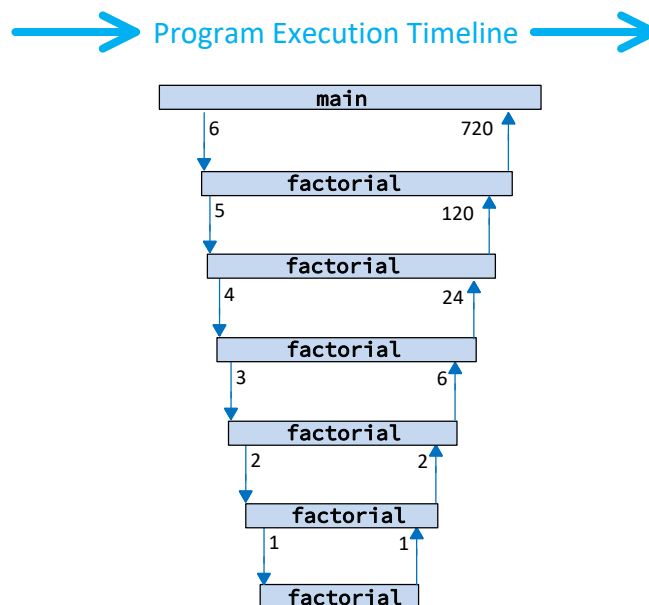 Program Execution Timeline
main
6 720
factorial
5 120
factorial
4 24
factorial
3 6
factorial
2 2
factorial
1 1
factorial